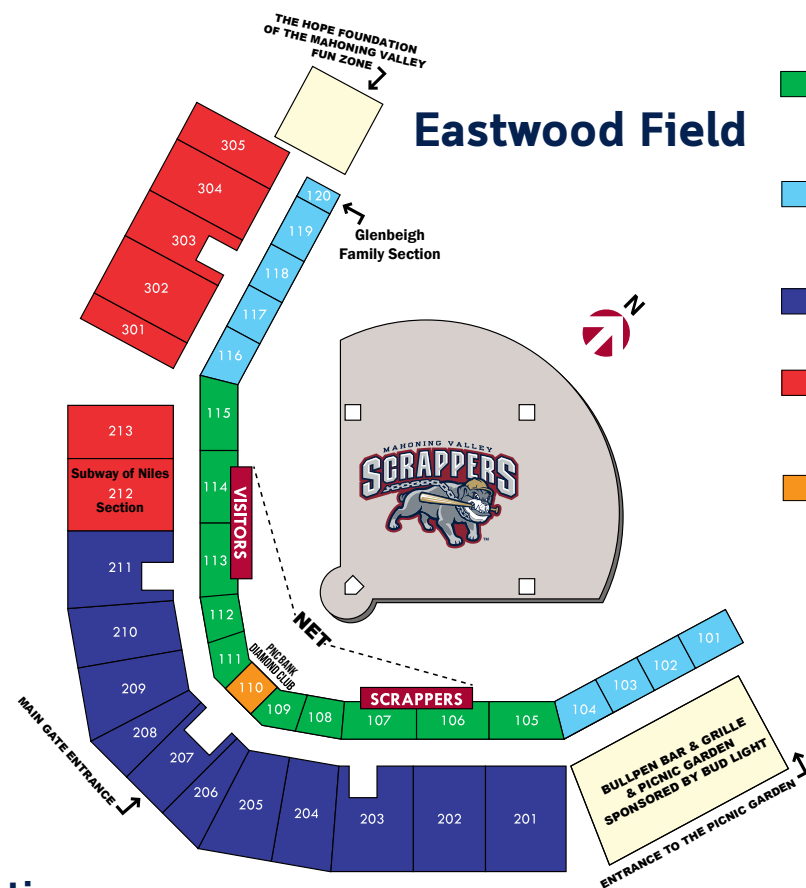 THE HOPE FOUNDATION
OF THE MAHONING VALLEY
FUN ZONE
Eastwood Field
305
304
303
302
301
120
119
118
117
116
Glenbeigh
Family Section
N
115
114
113
112
111
110
109
108
107
106
105
104
103
102
101
VISITORS
SCRAPPERS
NET
PNC BANK
DIAMOND CLUB
MAHONING VALLEY
SCRAPPERS
TM
213
Subway of Niles
212
Section
211
210
209
208
207
206
205
204
203
202
201
MAIN GATE ENTRANCE
BULLPEN BAR & GRILLE
& PICNIC GARDEN
SPONSORED BY BUD LIGHT
ENTRANCE TO THE PICNIC GARDEN